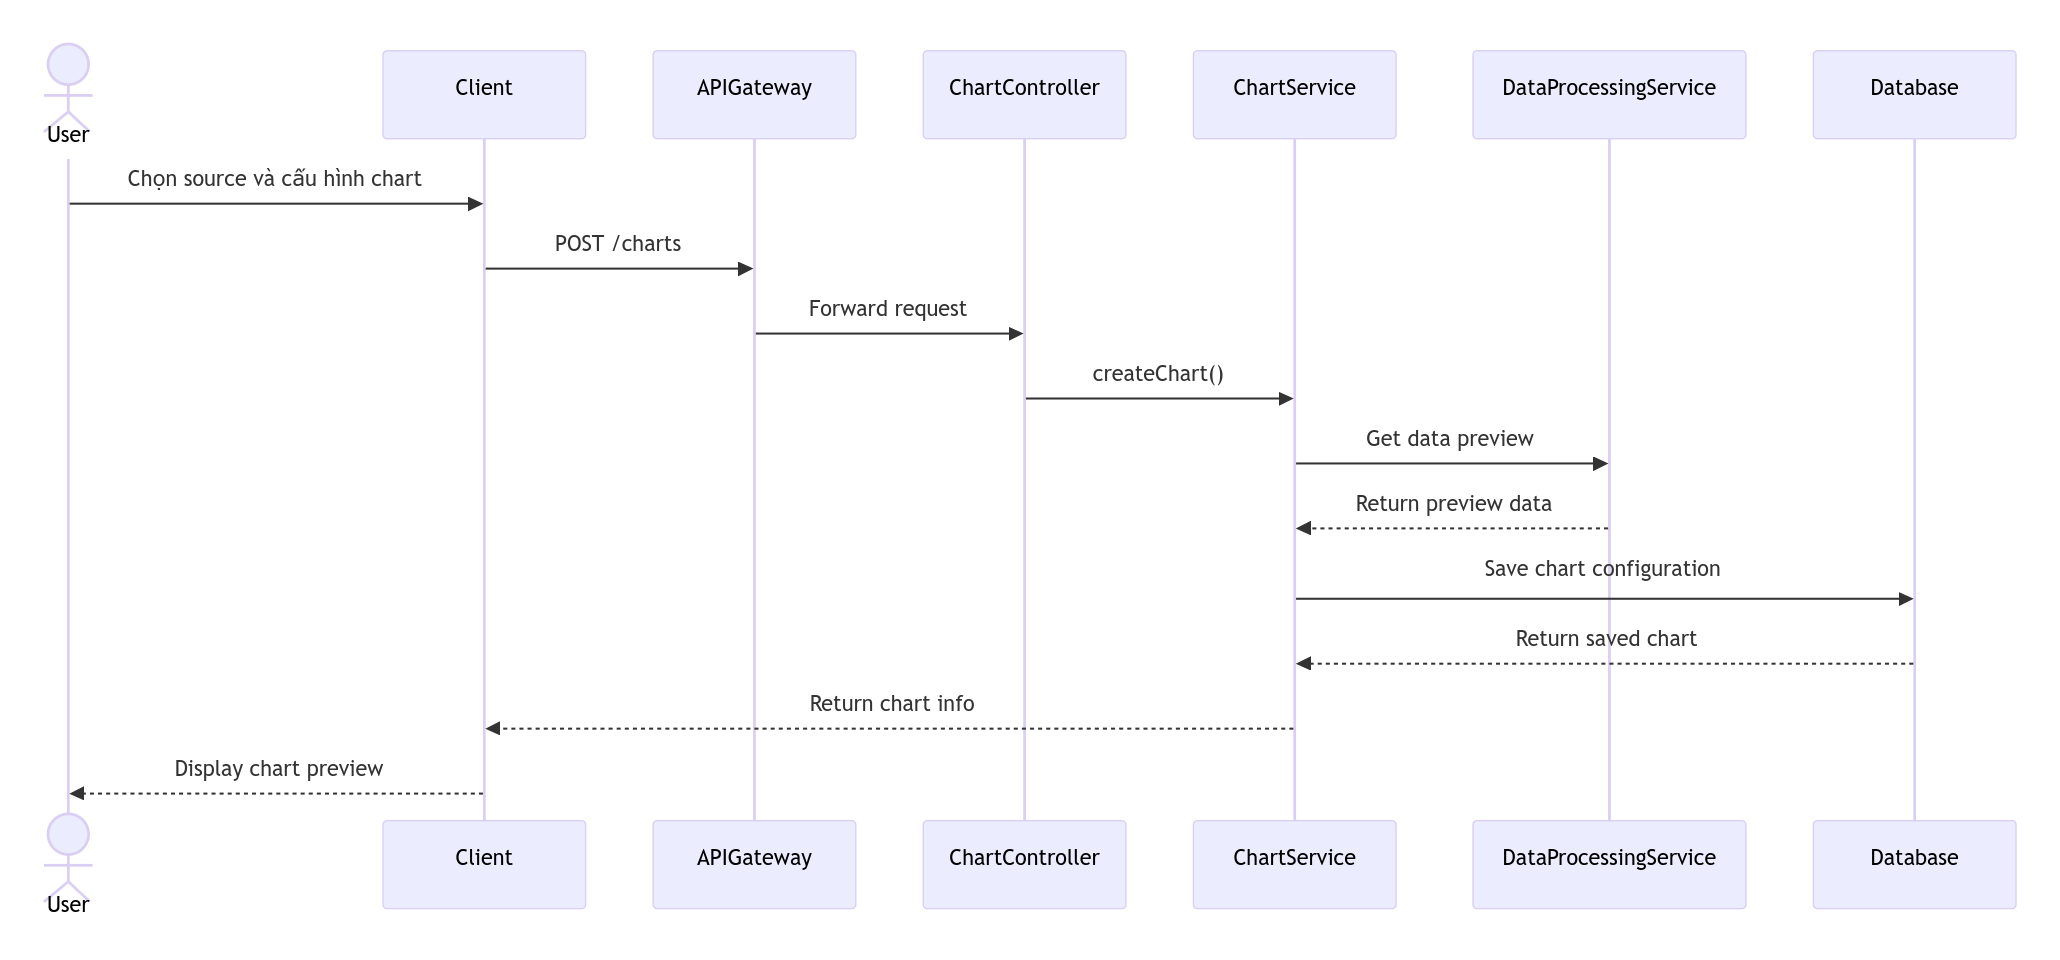 User
Client
APIGateway
ChartController
ChartService
DataProcessingService
Database
Chọn source và cấu hình chart
POST /charts
Forward request
createChart()
Get data preview
Return preview data
Save chart configuration
Return saved chart
Return chart info
Display chart preview
User
Client
APIGateway
ChartController
ChartService
DataProcessingService
Database